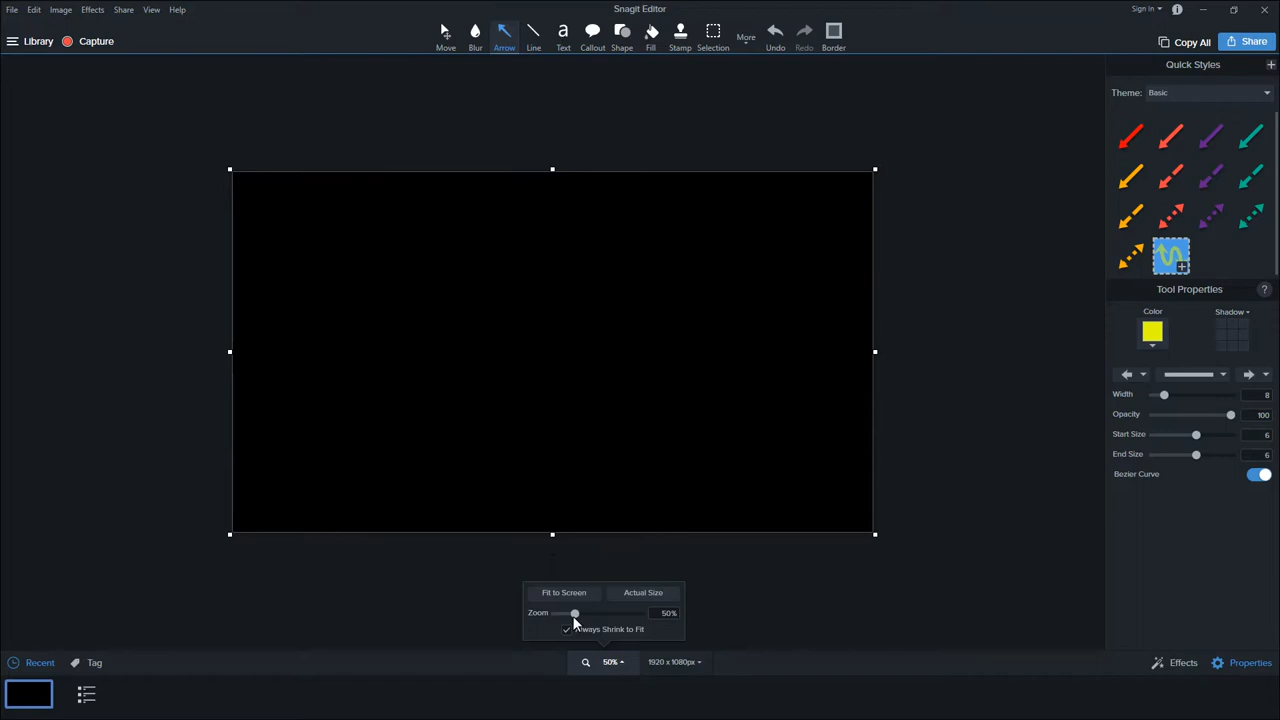 File Edit Image Effects Share View Help
Snagit Editor
Sign In
Library Capture
Move Blur Arrow Line Text Callout Shape Fill Stamp Selection More Undo Redo Border
Copy All Share
Quick Styles
Theme: Basic
Tool Properties ?
Color Shadow
Width 8
Opacity 100
Start Size 6
End Size 6
Bezier Curve
Fit to Screen Actual Size
Zoom 50%
Always Shrink to Fit
Recent Tag 50% 1920 x 1080px Effects Properties